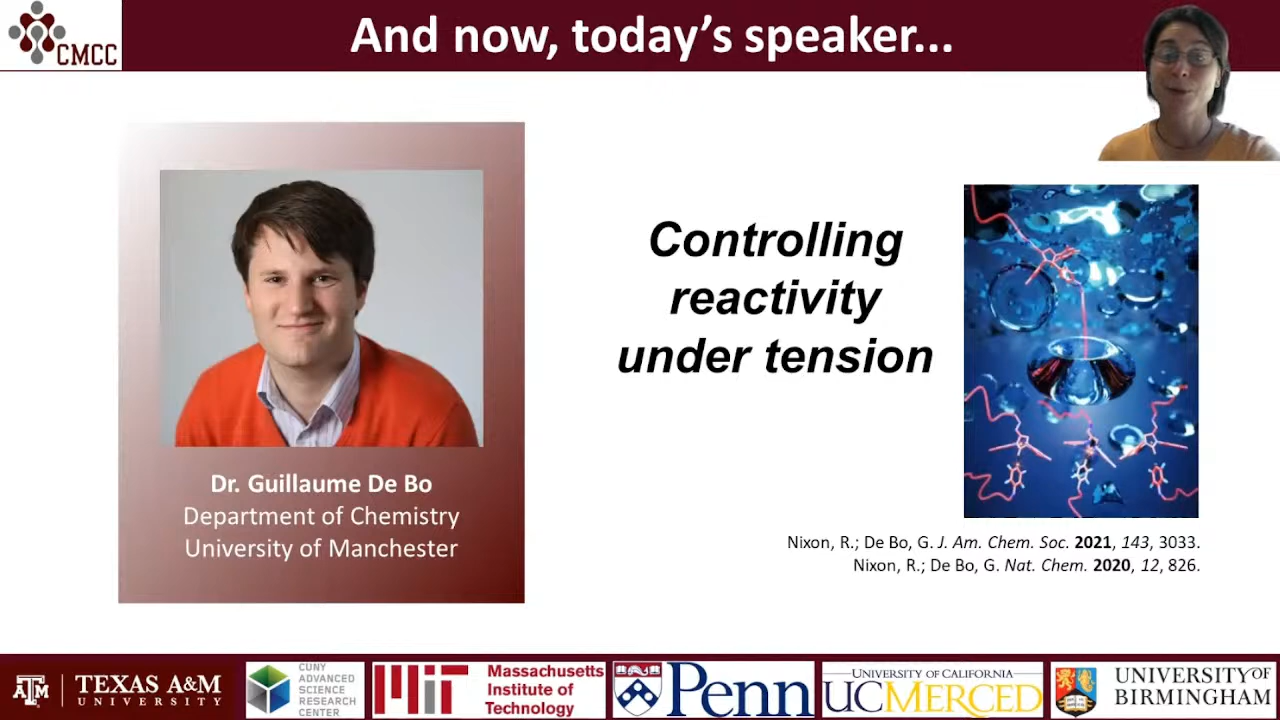 CMCC
And now, today's speaker...
Controlling
reactivity
under tension
Dr. Guillaume De Bo
Department of Chemistry
University of Manchester
Nixon, R.; De Bo, G. J. Am. Chem. Soc. 2021, 143, 3033.
Nixon, R.; De Bo, G. Nat. Chem. 2020, 12, 826.
ATM
TEXAS A&M
UNIVERSITY
CUNY
ADVANCED
SCIENCE
RESEARCH
CENTER
MIT
Massachusetts
Institute of
Technology
Penn
UNIVERSITY OF CALIFORNIA
UCMERCED
UNIVERSITY OF
BIRMINGHAM